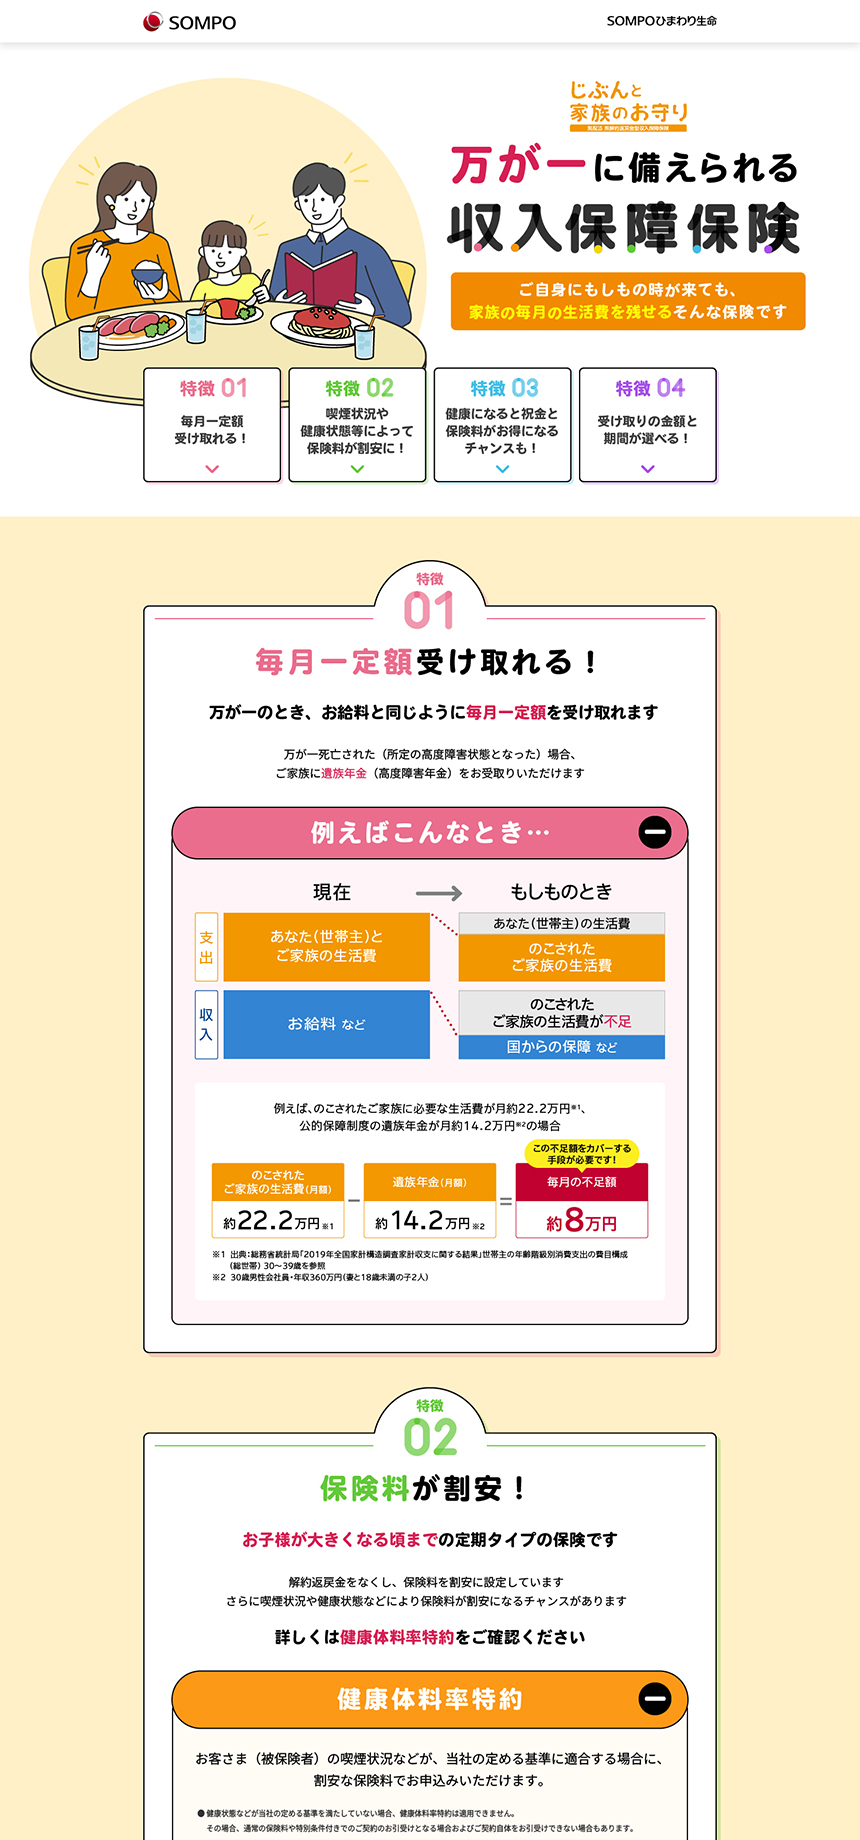 SOMPO
SOMPOひまわり生命
じぶんと
家族のお守り
万が一に備えられる
収入保障保険
ご自身にもしもの時が来ても、
家族の毎月の生活費を残せるそんな保険です
特徴 01
毎月一定額
受け取れる!
特徴 02
喫煙状況や
健康状態等によって
保険料が割安に!
特徴 03
健康になると祝金と
保険料がお得になる
チャンスも!
特徴 04
受け取りの金額と
期間が選べる!
特徴
01
毎月一定額受け取れる!
万が一のとき、お給料と同じように毎月一定額を受け取れます
万が一死亡された（所定の高度障害状態となった）場合、
ご家族に遺族年金（高度障害年金）をお受取りいただけます
例えばこんなとき…
現在
もしものとき
支出
あなた(世帯主)と
ご家族の生活費
あなた(世帯主)の生活費
のこされた
ご家族の生活費
収入
お給料 など
のこされた
ご家族の生活費が不足
国からの保障 など
例えば、のこされたご家族に必要な生活費が月約22.2万円※1、
公的保障制度の遺族年金が月約14.2万円※2の場合
この不足額をカバーする
手段が必要です!
のこされた
ご家族の生活費(月額)
約22.2万円※1
－
遺族年金(月額)
約14.2万円※2
＝
毎月の不足額
約8万円
※1 出典:総務省統計局「2019年全国家計構造調査家計収支に関する結果」世帯主の年齢階級別消費支出の費目構成
(総世帯) 30～39歳を参照
※2 30歳男性会社員・年収360万円(妻と18歳未満の子2人)
特徴
02
保険料が割安!
お子様が大きくなる頃までの定期タイプの保険です
解約返戻金をなくし、保険料を割安に設定しています
さらに喫煙状況や健康状態などにより保険料が割安になるチャンスがあります
詳しくは健康体料率特約をご確認ください
健康体料率特約
お客さま（被保険者）の喫煙状況などが、当社の定める基準に適合する場合に、
割安な保険料でお申込みいただけます。
●健康状態などが当社の定める基準を満たしていない場合、健康体料率特約は適用できません。
その場合、通常の保険料や特別条件付きでのご契約のお引受けとなる場合およびご契約自体をお引受けできない場合もあります。